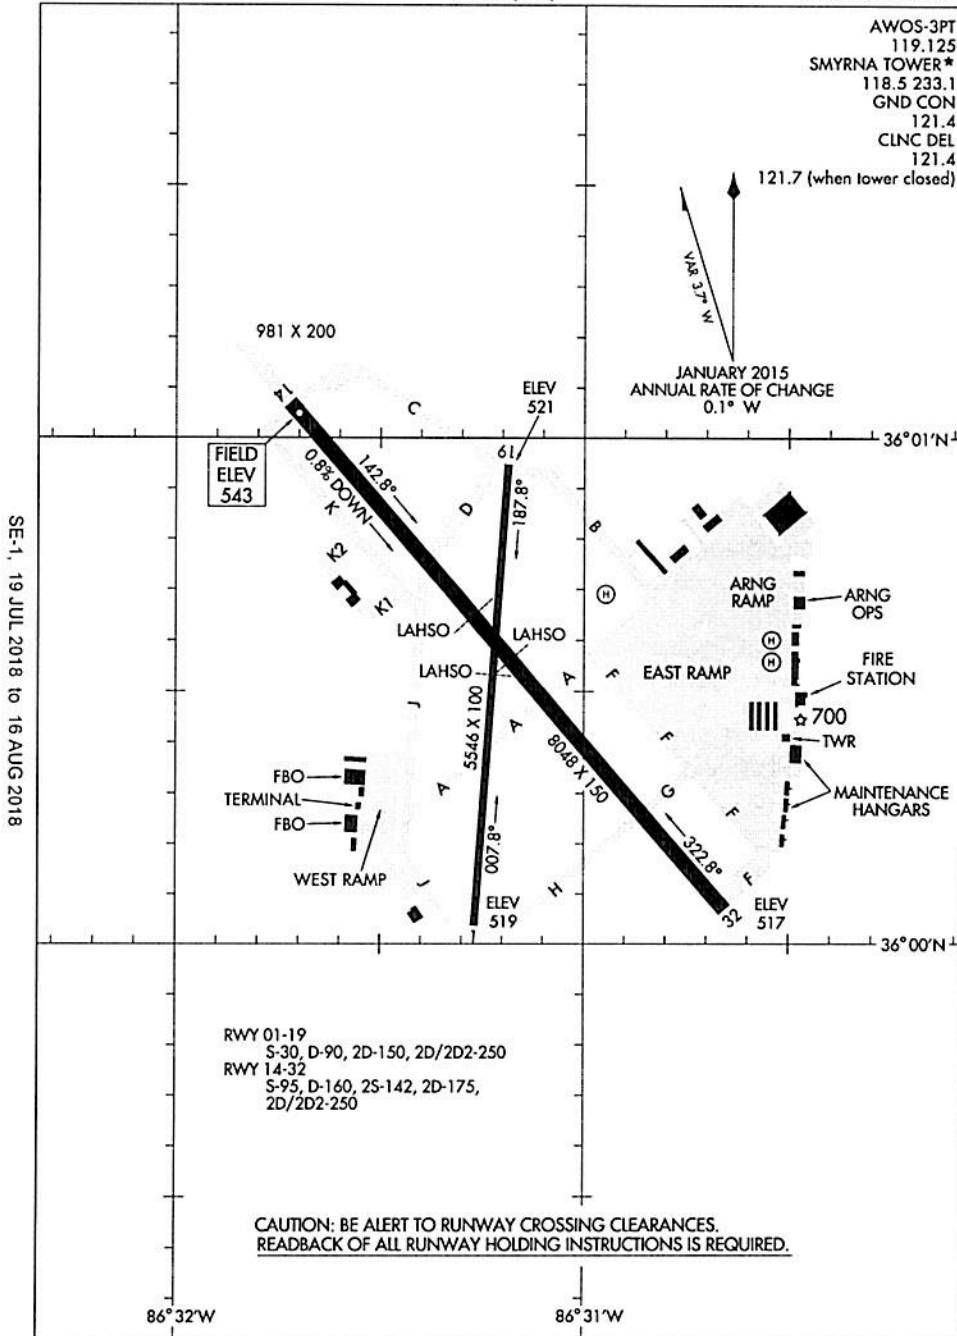 AWOS-3PT
119.125
SMYRNA TOWER*
118.5 233.1
GND CON
121.4
CLNC DEL
121.4
121.7 (when tower closed)
VAR 3.7° W
JANUARY 2015
ANNUAL RATE OF CHANGE
0.1° W
981 X 200
14
C
ELEV
521
36°01'N
FIELD
ELEV
543
0.8% DOWN
142.8°
19
187.8°
K
D
B
K2
K1
H
ARNG
RAMP
ARNG
OPS
LAHSO
LAHSO
LAHSO
H
H
EAST RAMP
FIRE
STATION
A
F
J
A
5546 X 100
8048 X 150
F
700
TWR
FBO
TERMINAL
FBO
A
G
F
MAINTENANCE
HANGARS
WEST RAMP
007.8°
322.8°
J
H
F
ELEV
519
1
32
ELEV
517
36°00'N
SE-1, 19 JUL 2018 to 16 AUG 2018
RWY 01-19
S-30, D-90, 2D-150, 2D/2D2-250
RWY 14-32
S-95, D-160, 2S-142, 2D-175,
2D/2D2-250
CAUTION: BE ALERT TO RUNWAY CROSSING CLEARANCES.
READBACK OF ALL RUNWAY HOLDING INSTRUCTIONS IS REQUIRED.
86°32'W
86°31'W